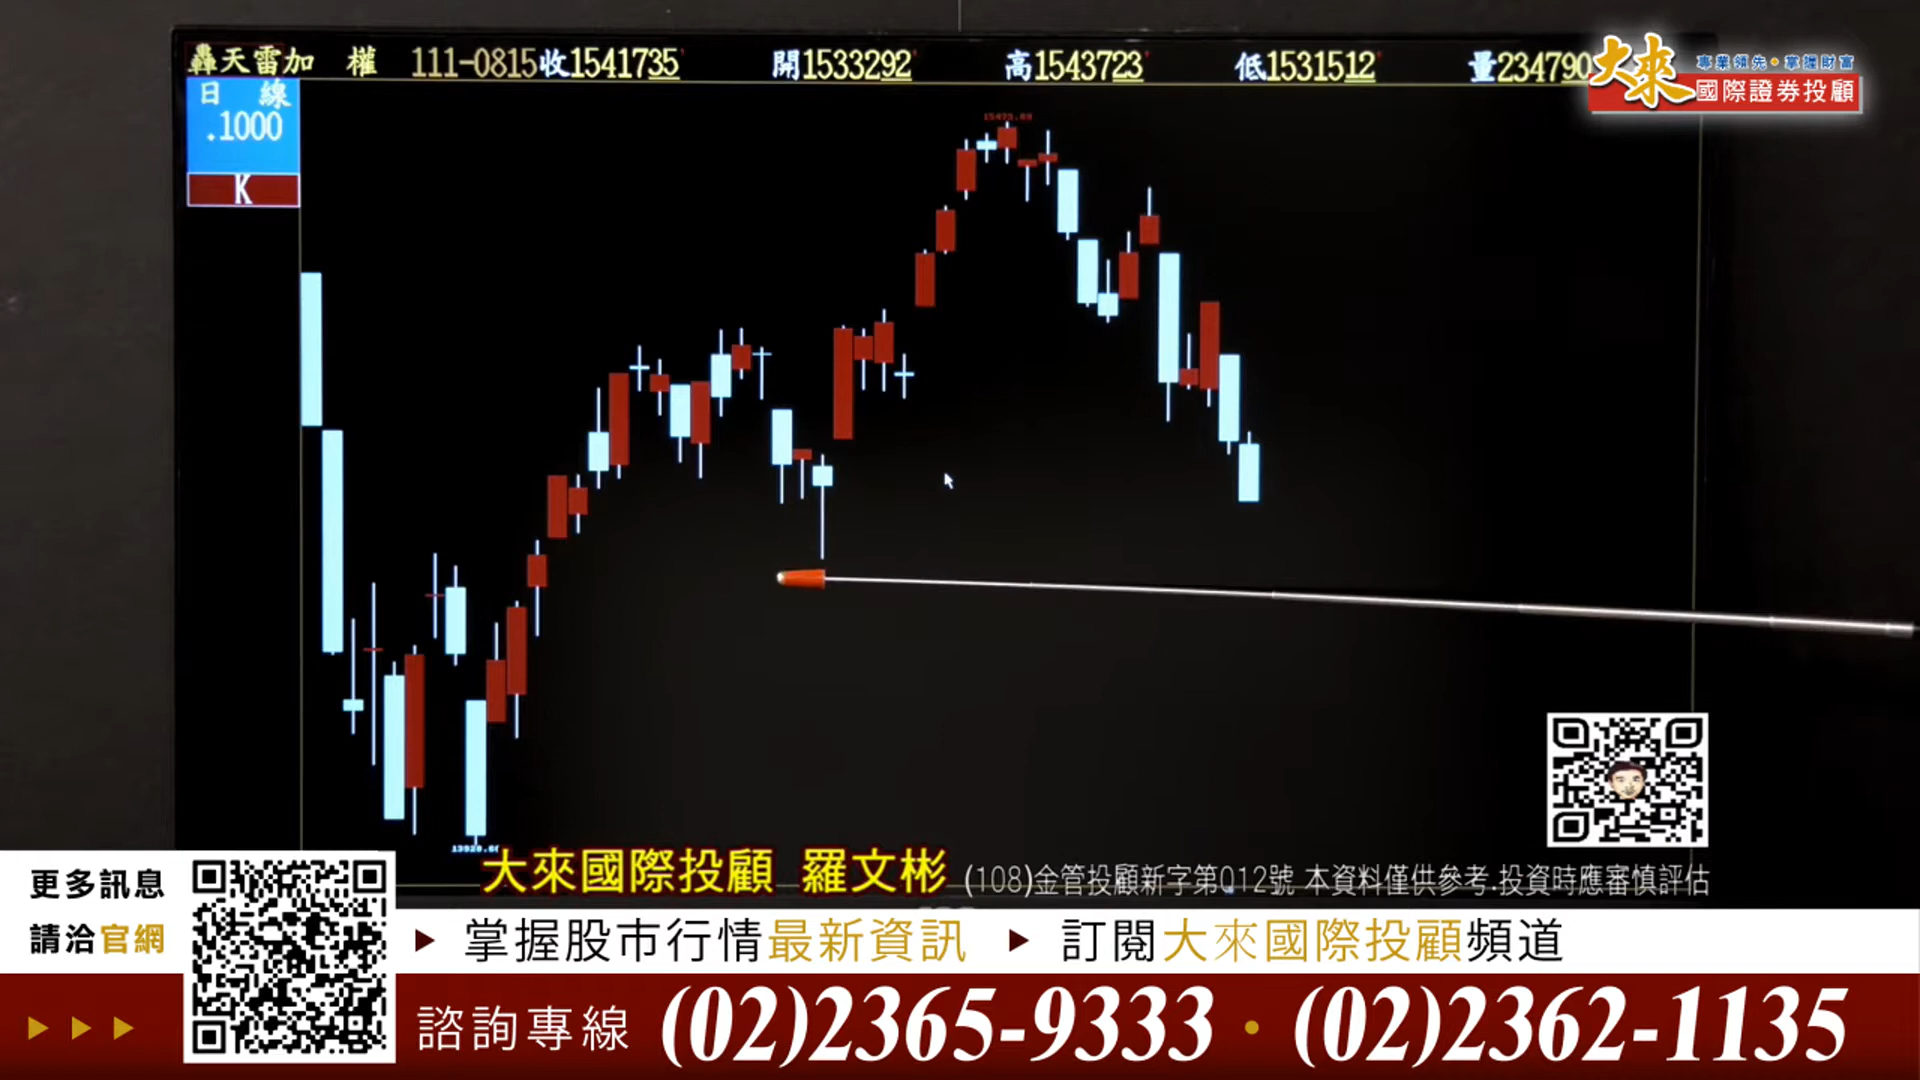 轟天雷加 權 111-0815收1541735 開1533292 高1543723 低1531512 量234790
大來 專業領先•掌握財富
國際證券投顧
日 線
.1000
K
15475.69
大來國際投顧 羅文彬 (108)金管投顧新字第012號 本資料僅供參考.投資時應審慎評估
更多訊息
請洽官網
掌握股市行情最新資訊 訂閱大來國際投顧頻道
諮詢專線 (02)2365-9333 • (02)2362-1135